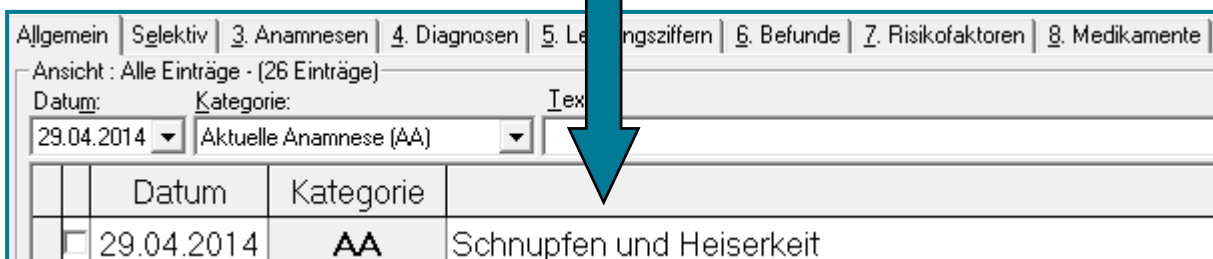 Allgemein Selektiv 3. Anamnesen 4. Diagnosen 5. Le ngsziffern 6. Befunde 7. Risikofaktoren 8. Medikamente
Ansicht : Alle Einträge - (26 Einträge)
Datum: Kategorie: Tex
29.04.2014 Aktuelle Anamnese (AA)
Datum Kategorie
29.04.2014 AA Schnupfen und Heiserkeit